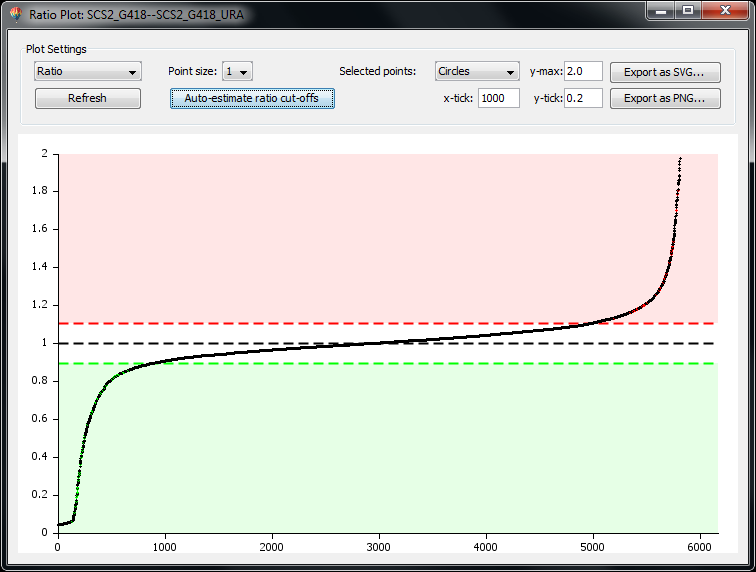 Ratio Plot: SCS2_G418--SCS2_G418_URA
Plot Settings
Ratio Point size: 1 Selected points: Circles y-max: 2.0 Export as SVG...
Refresh Auto-estimate ratio cut-offs x-tick: 1000 y-tick: 0.2 Export as PNG...
2
1.8
1.6
1.4
1.2
1
0.8
0.6
0.4
0.2
0
0 1000 2000 3000 4000 5000 6000